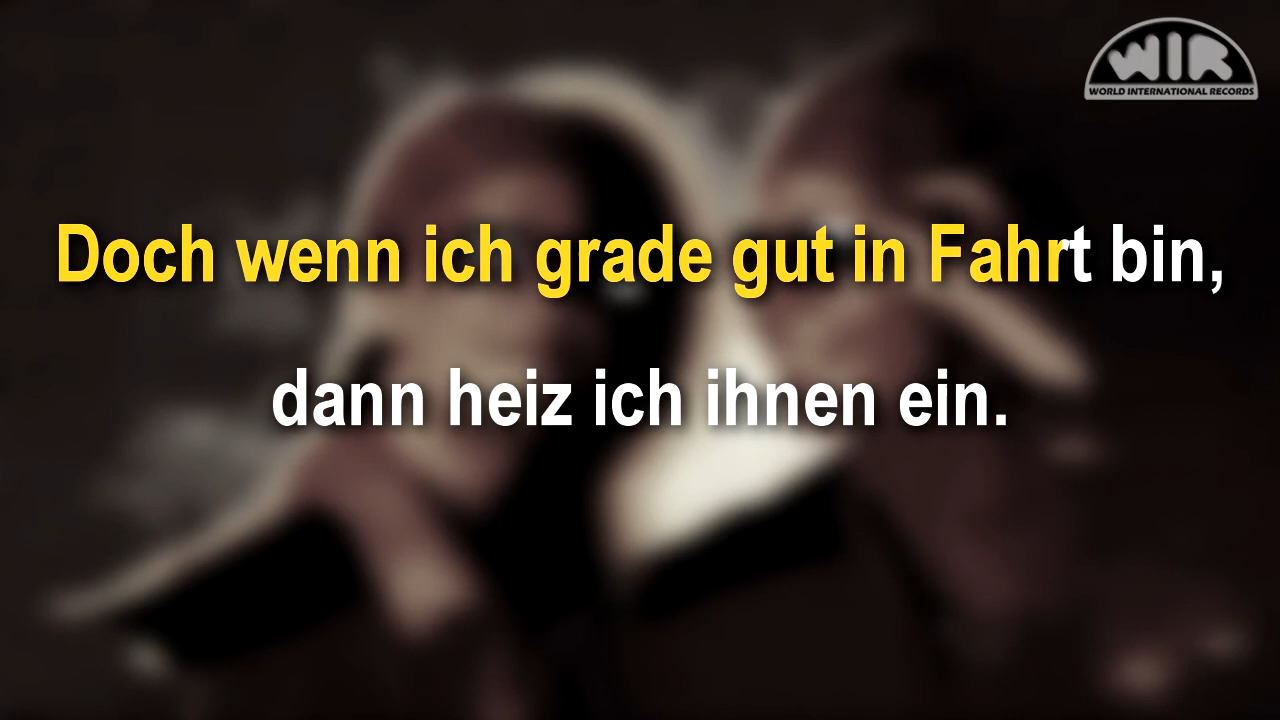 WIR
WORLD INTERNATIONAL RECORDS
Doch wenn ich grade gut in Fahrt bin,
dann heiz ich ihnen ein.